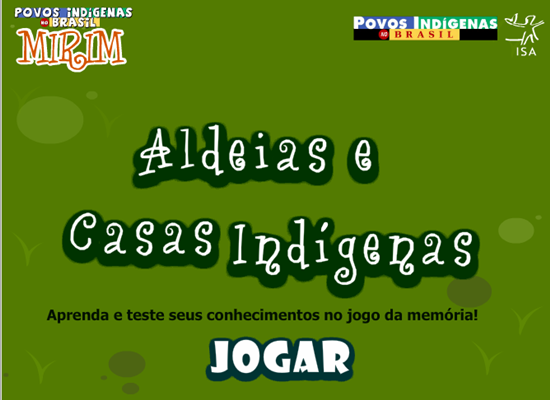 POVOS INDÍGENAS
NO BRASIL
MIRIM
POVOS INDÍGENAS
NO BRASIL
ISA
Aldeias e
Casas Indígenas
Aprenda e teste seus conhecimentos no jogo da memória!
JOGAR